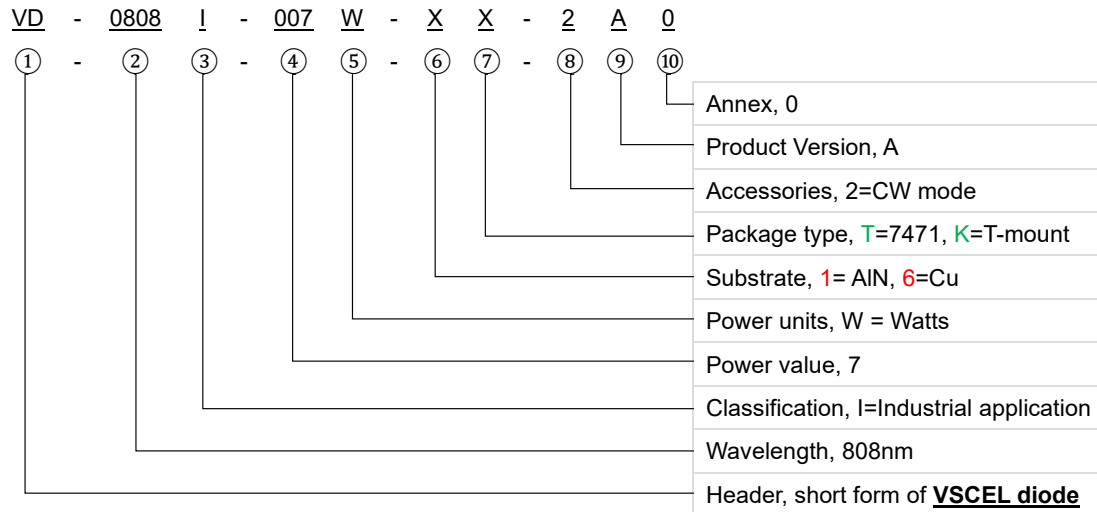 VD - 0808 I - 007 W - X X - 2 A 0
① - ② ③ - ④ ⑤ - ⑥ ⑦ - ⑧ ⑨ ⑩
Annex, 0
Product Version, A
Accessories, 2=CW mode
Package type, T=7471, K=T-mount
Substrate, 1= AlN, 6=Cu
Power units, W = Watts
Power value, 7
Classification, I=Industrial application
Wavelength, 808nm
Header, short form of VSCEL diode